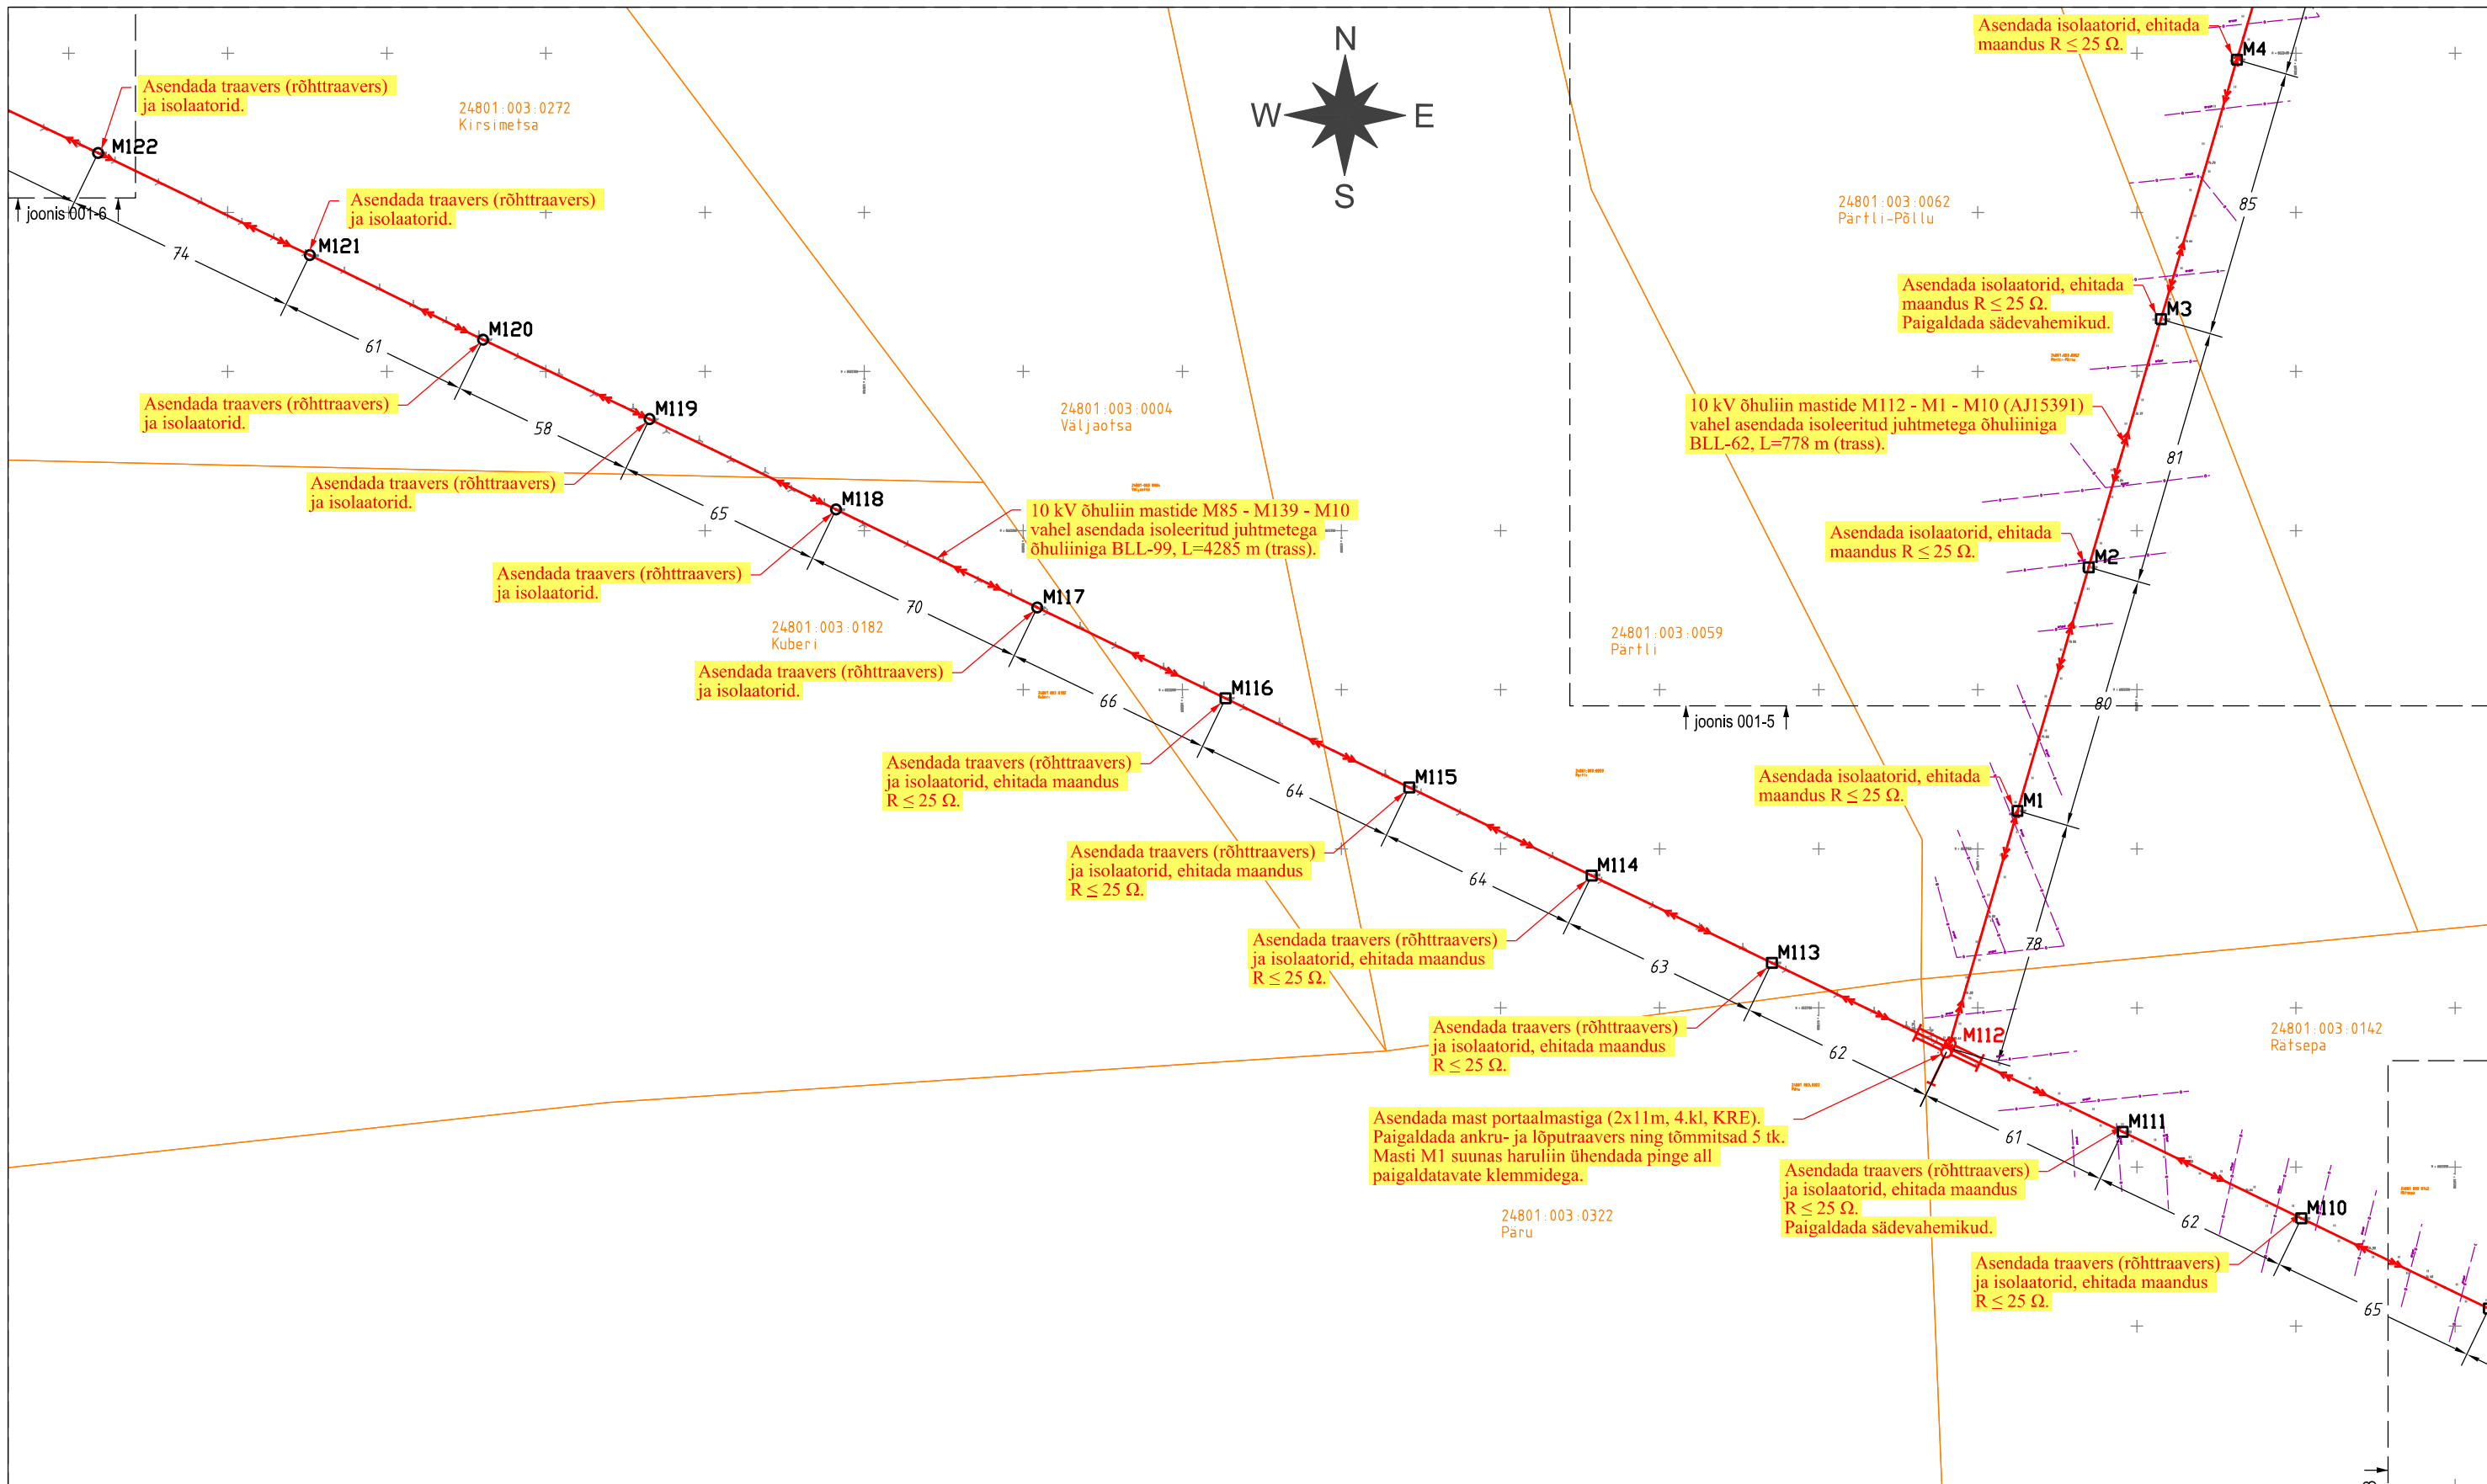 Asendada traavers (rõhttraavers)
ja isolaatorid.
M122
joonis 001-6
24801:003:0272
Kirsimetsa
N
W
E
S
Asendada isolaatorid, ehitada
maandus R ≤ 25 Ω.
M4
Asendada traavers (rõhttraavers)
ja isolaatorid.
M121
74
24801:003:0062
Pärtli-Põllu
85
Asendada isolaatorid, ehitada
maandus R ≤ 25 Ω.
Paigaldada sädevahemikud.
M3
M120
61
Asendada traavers (rõhttraavers)
ja isolaatorid.
M119
58
24801:003:0004
Väljaotsa
10 kV õhuliin mastide M112 - M1 - M10 (AJ15391)
vahel asendada isoleeritud juhtmetega õhuliiniga
BLL-62, L=778 m (trass).
81
Asendada traavers (rõhttraavers)
ja isolaatorid.
M118
65
10 kV õhuliin mastide M85 - M139 - M10
vahel asendada isoleeritud juhtmetega
õhuliiniga BLL-99, L=4285 m (trass).
Asendada isolaatorid, ehitada
maandus R ≤ 25 Ω.
M2
Asendada traavers (rõhttraavers)
ja isolaatorid.
M117
70
24801:003:0182
Kuberi
24801:003:0059
Pärtli
Asendada traavers (rõhttraavers)
ja isolaatorid.
M116
66
80
joonis 001-5
Asendada traavers (rõhttraavers)
ja isolaatorid, ehitada maandus
R ≤ 25 Ω.
M115
64
Asendada isolaatorid, ehitada
maandus R ≤ 25 Ω.
M1
Asendada traavers (rõhttraavers)
ja isolaatorid, ehitada maandus
R ≤ 25 Ω.
M114
64
Asendada traavers (rõhttraavers)
ja isolaatorid, ehitada maandus
R ≤ 25 Ω.
M113
63
78
Asendada traavers (rõhttraavers)
ja isolaatorid, ehitada maandus
R ≤ 25 Ω.
M112
62
24801:003:0142
Rätsepa
Asendada mast portaalmastiga (2x11m, 4.kl, KRE).
Paigaldada ankru- ja lõputraavers ning tõmmitsad 5 tk.
Masti M1 suunas haruliin ühendada pinge all
paigaldatavate klemmidega.
M111
61
Asendada traavers (rõhttraavers)
ja isolaatorid, ehitada maandus
R ≤ 25 Ω.
Paigaldada sädevahemikud.
24801:003:0322
Päru
M110
62
Asendada traavers (rõhttraavers)
ja isolaatorid, ehitada maandus
R ≤ 25 Ω.
65